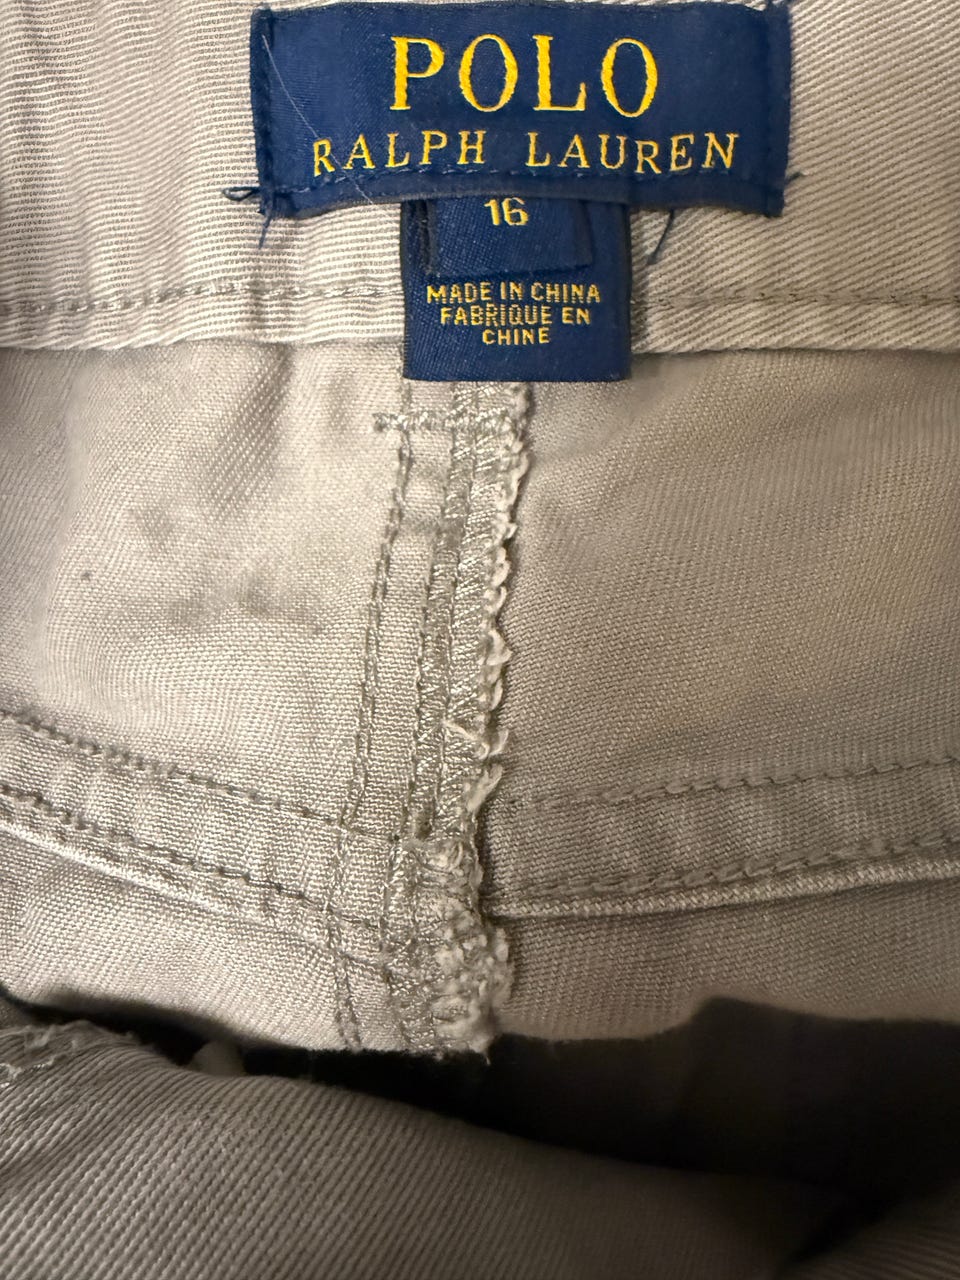 POLO
RALPH LAUREN
16
MADE IN CHINA
FABRIQUE EN
CHINE